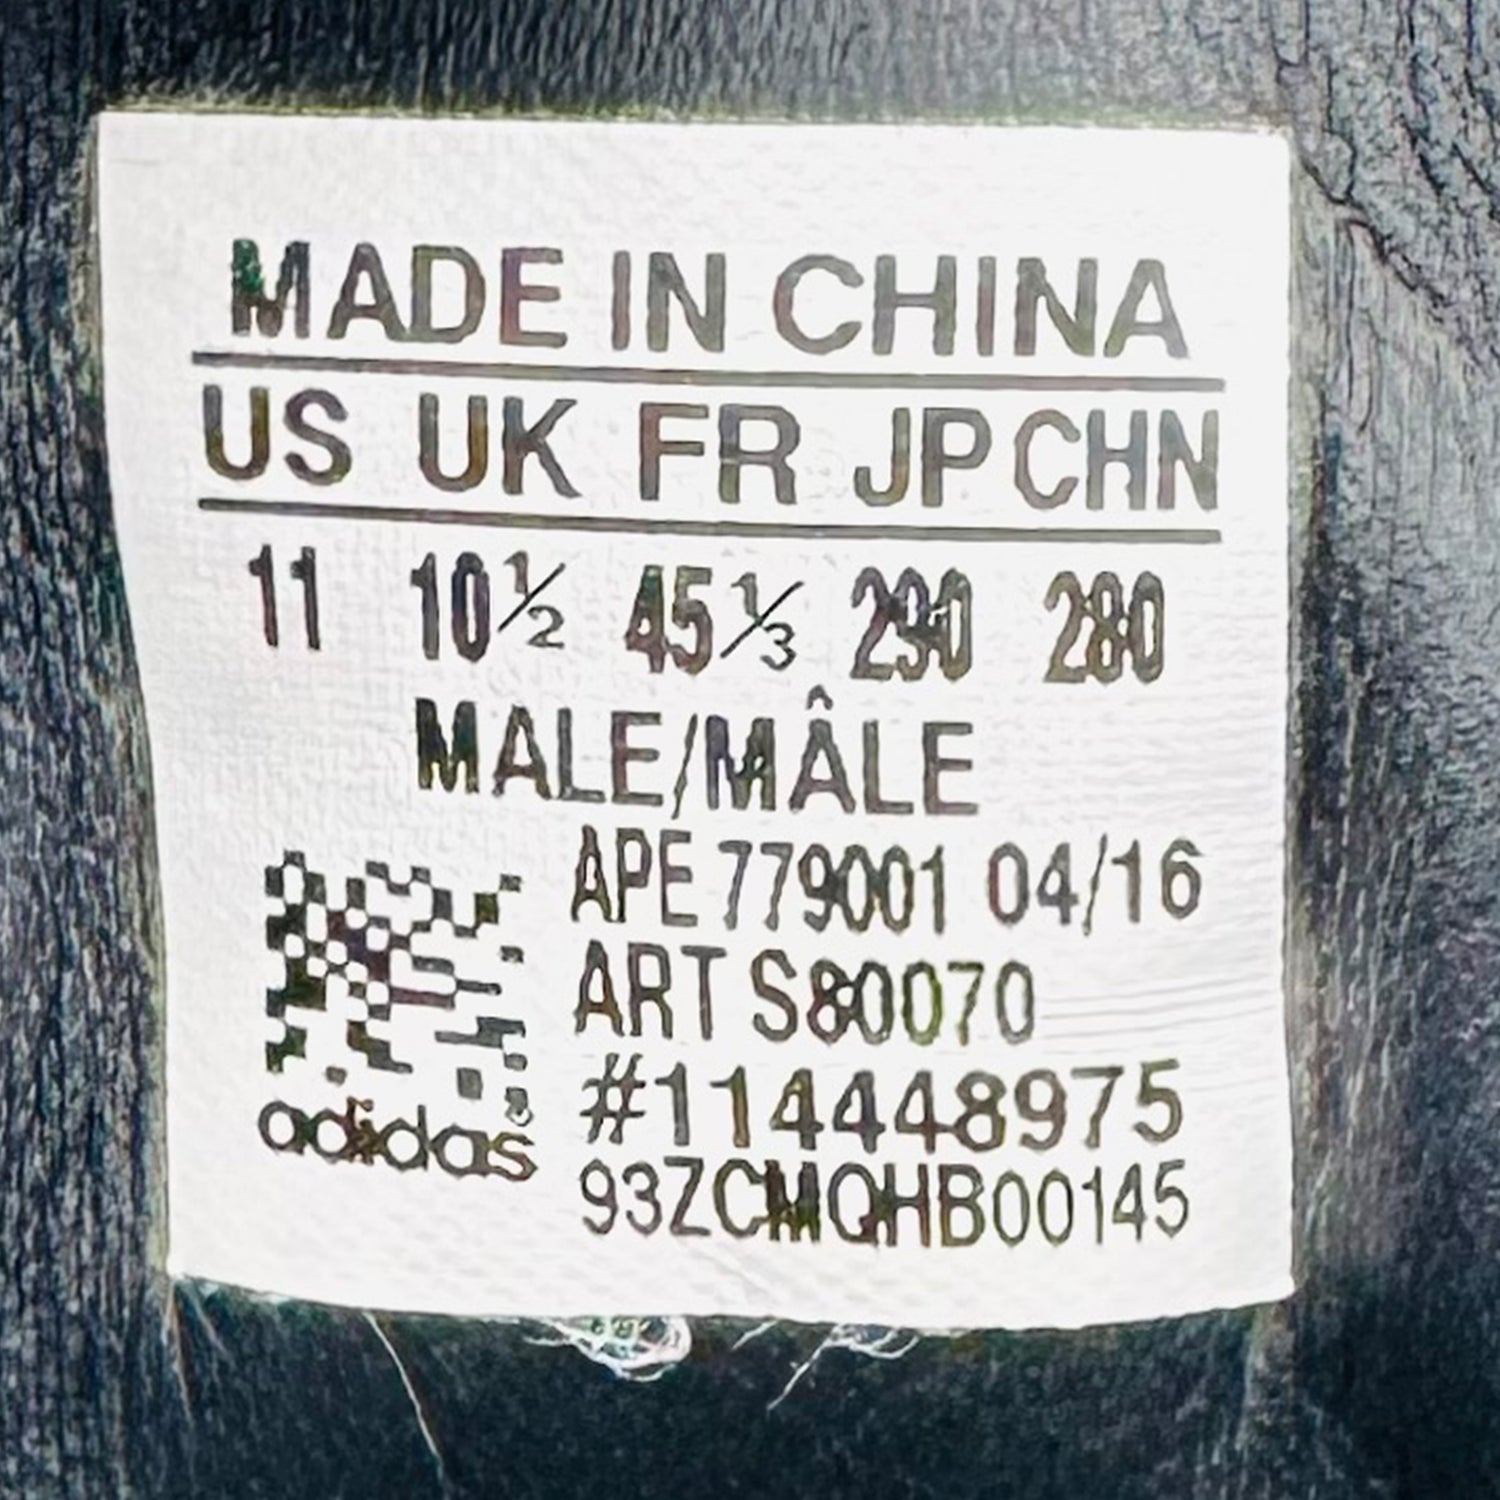 MADE IN CHINA
US UK FR JP CHN
11 10½ 45⅓ 290 280
MALE/MÂLE
APE 779001 04/16
ART S80070
#114448975
93ZCMQHB00145
adidas